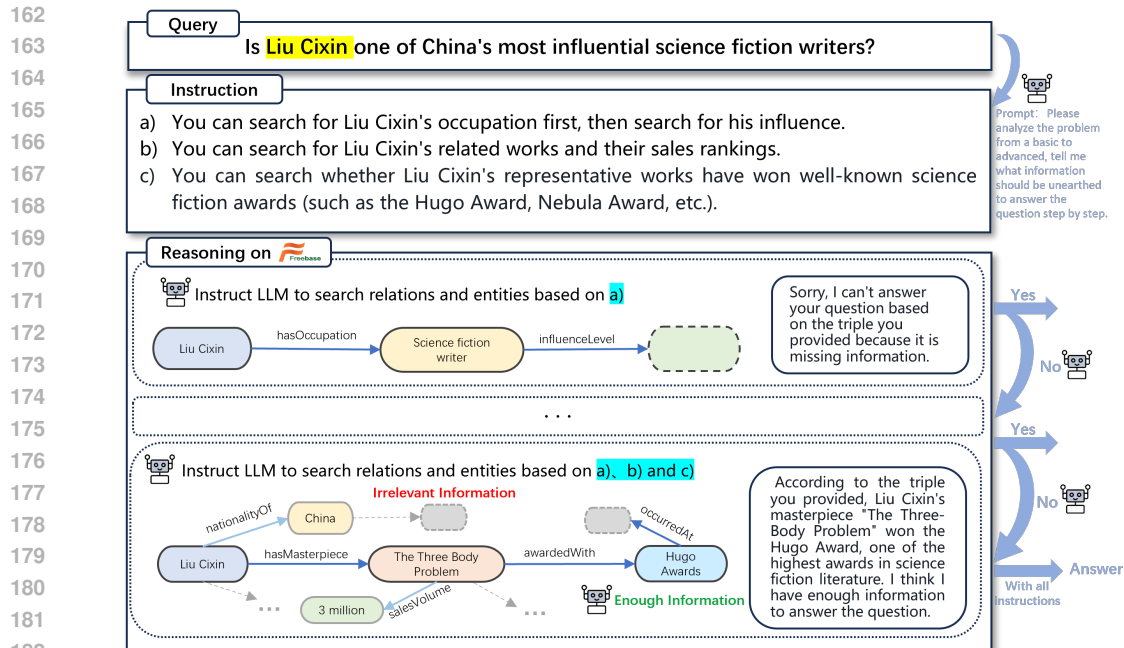 162
163
164
165
166
167
168
169
170
171
172
173
174
175
176
177
178
179
180
181
Query
Is Liu Cixin one of China's most influential science fiction writers?
Instruction
a) You can search for Liu Cixin's occupation first, then search for his influence.
b) You can search for Liu Cixin's related works and their sales rankings.
c) You can search whether Liu Cixin's representative works have won well-known science
fiction awards (such as the Hugo Award, Nebula Award, etc.).
Prompt: Please
analyze the problem
from a basic to
advanced, tell me
what information
should be unearthed
to answer the
question step by step.
Reasoning on Freebase
Instruct LLM to search relations and entities based on a)
Liu Cixin
hasOccupation
Science fiction
writer
influenceLevel
Sorry, I can't answer
your question based
on the triple you
provided because it is
missing information.
Yes
No
...
Yes
No
Instruct LLM to search relations and entities based on a)、b) and c)
Irrelevant Information
nationalityOf
China
occurredAt
Liu Cixin
hasMasterpiece
The Three Body
Problem
awardedWith
Hugo
Awards
...
3 million
salesVolume
...
Enough Information
According to the triple
you provided, Liu Cixin's
masterpiece "The Three-
Body Problem" won the
Hugo Award, one of the
highest awards in science
fiction literature. I think I
have enough information
to answer the question.
Answer
With all
instructions